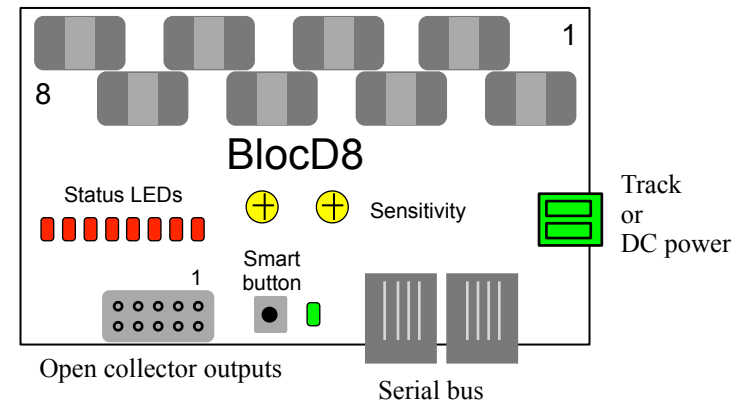 1
8
BlocD8
Status LEDs
Sensitivity
Track
or
DC power
Smart
button
1
Open collector outputs
Serial bus